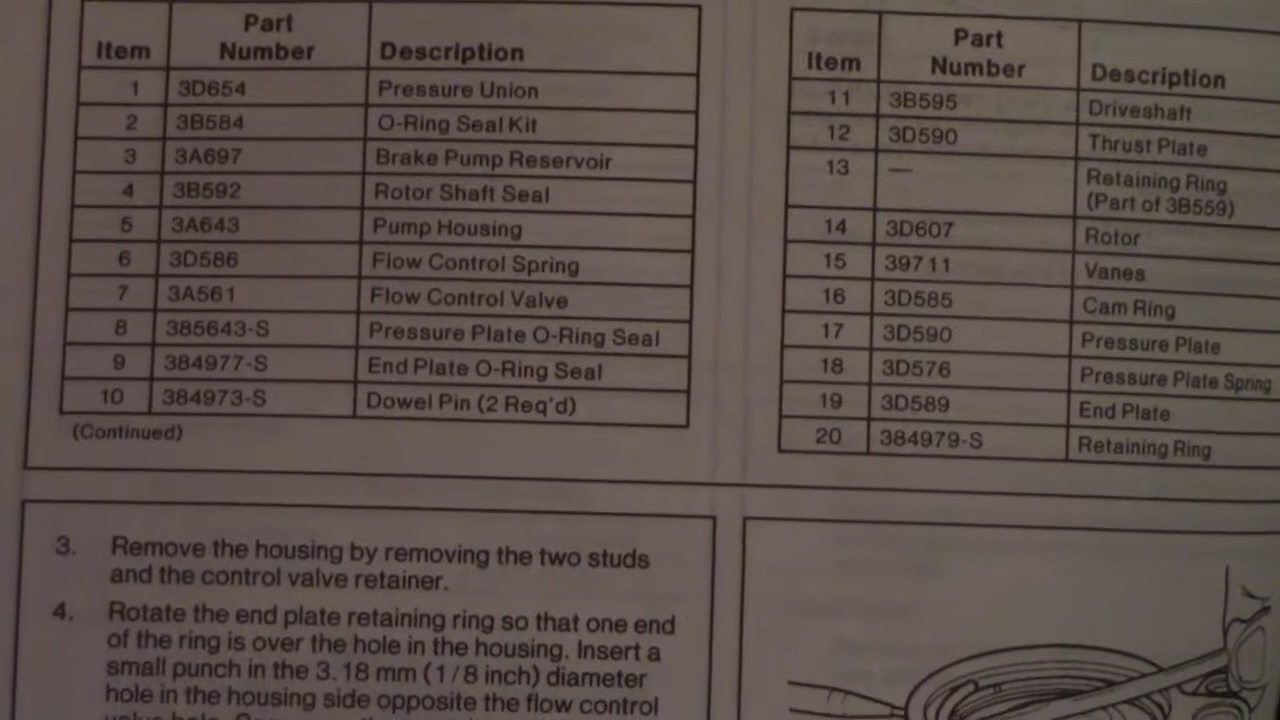 Item Part Number Description
1 3D654 Pressure Union
2 3B584 O-Ring Seal Kit
3 3A697 Brake Pump Reservoir
4 3B592 Rotor Shaft Seal
5 3A643 Pump Housing
6 3D586 Flow Control Spring
7 3A561 Flow Control Valve
8 385643-S Pressure Plate O-Ring Seal
9 384977-S End Plate O-Ring Seal
10 384973-S Dowel Pin (2 Req'd)
(Continued)
Item Part Number Description
11 3B595 Driveshaft
12 3D590 Thrust Plate
13 — Retaining Ring
(Part of 3B559)
14 3D607 Rotor
15 39711 Vanes
16 3D585 Cam Ring
17 3D590 Pressure Plate
18 3D576 Pressure Plate Spring
19 3D589 End Plate
20 384979-S Retaining Ring
3. Remove the housing by removing the two studs
and the control valve retainer.
4. Rotate the end plate retaining ring so that one end
of the ring is over the hole in the housing. Insert a
small punch in the 3.18 mm (1/8 inch) diameter
hole in the housing side opposite the flow control